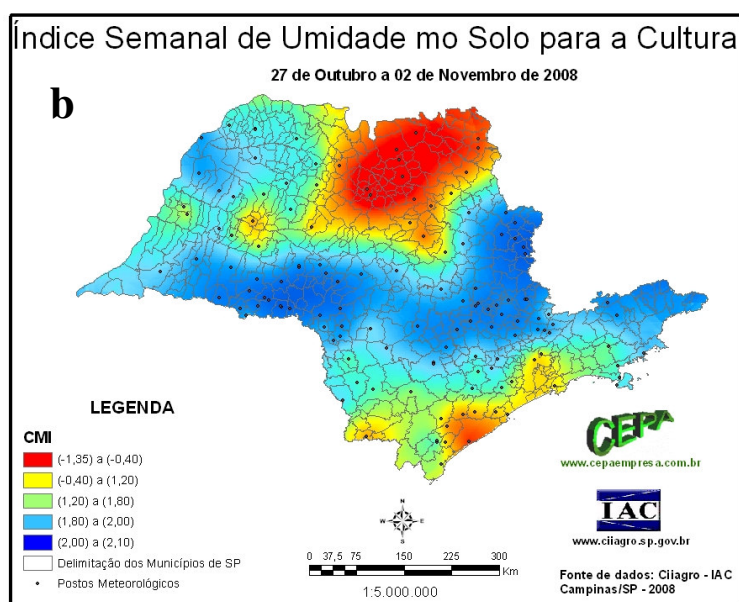 Índice Semanal de Umidade mo Solo para a Cultura
27 de Outubro a 02 de Novembro de 2008
b
LEGENDA
CMI
(-1,35) a (-0,40)
(-0,40) a (1,20)
(1,20) a (1,80)
(1,80) a (2,00)
(2,00) a (2,10)
Delimitação dos Municípios de SP
Postos Meteorológicos
N
W E
S
0 37,5 75 150 225 300
Km
1:5.000.000
CEPA
www.cepaempresa.com.br
IAC
www.ciiagro.sp.gov.br
Fonte de dados: Ciiagro - IAC
Campinas/SP - 2008